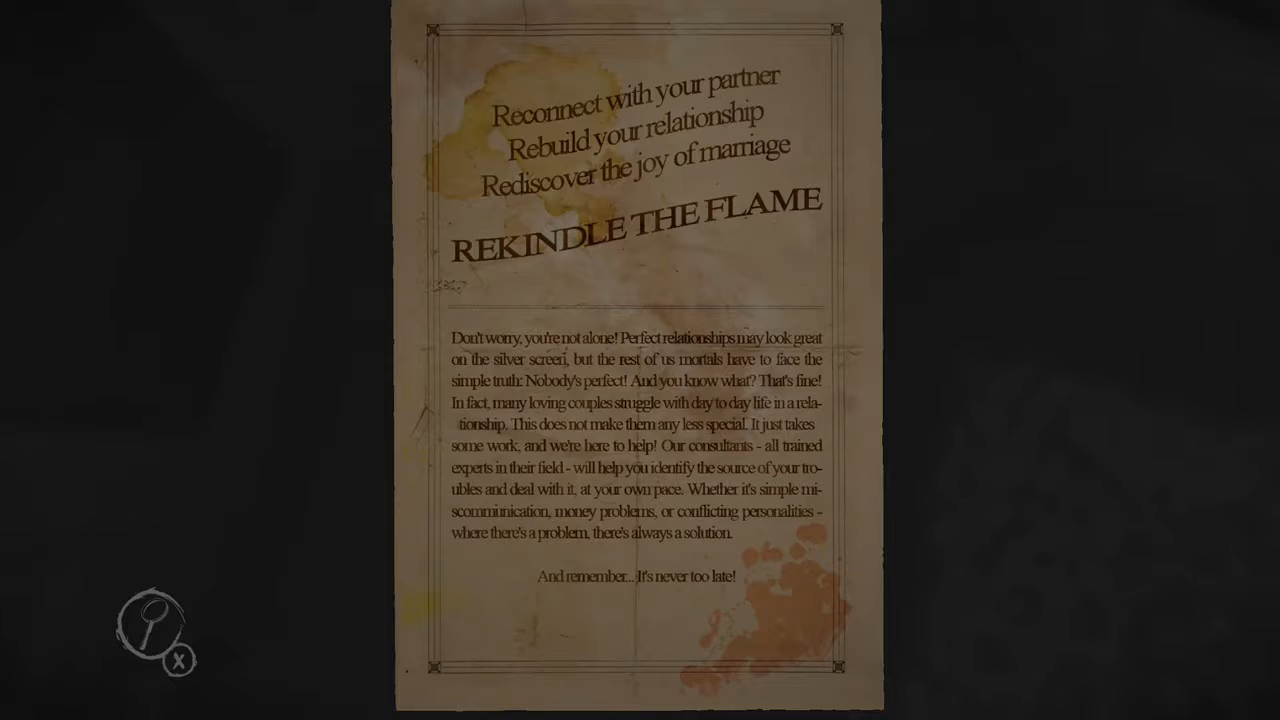 Reconnect with your partner
Rebuild your relationship
Rediscover the joy of marriage
REKINDLE THE FLAME
Don't worry, you're not alone! Perfect relationships may look great
on the silver screen, but the rest of us mortals have to face the
simple truth: Nobody's perfect! And you know what? That's fine!
In fact, many loving couples struggle with day to day life in a rela-
tionship. This does not make them any less special. It just takes
some work, and we're here to help! Our consultants - all trained
experts in their field - will help you identify the source of your tro-
ubles and deal with it, at your own pace. Whether it's simple mi-
scommunication, money problems, or conflicting personalities -
where there's a problem, there's always a solution.
And remember... It's never too late!
X